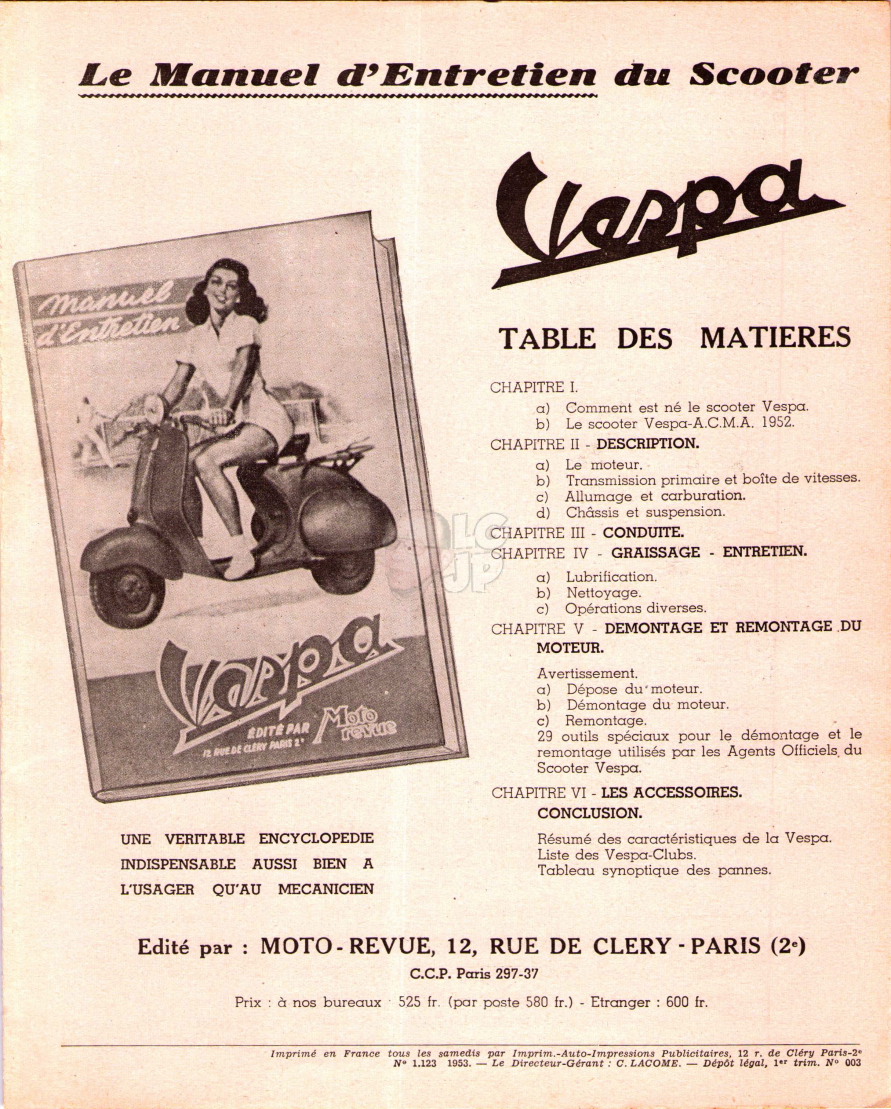 Le Manuel d'Entretien du Scooter
Vespa
manuel
d'Entretien
Vespa
ÉDITÉ PAR Moto revue
12, RUE DE CLÉRY PARIS 2e
UNE VERITABLE ENCYCLOPEDIE
INDISPENSABLE AUSSI BIEN A
L'USAGER QU'AU MECANICIEN
TABLE DES MATIERES
CHAPITRE I.
a) Comment est né le scooter Vespa.
b) Le scooter Vespa-A.C.M.A. 1952.
CHAPITRE II - DESCRIPTION.
a) Le moteur.
b) Transmission primaire et boîte de vitesses.
c) Allumage et carburation.
d) Châssis et suspension.
CHAPITRE III - CONDUITE.
CHAPITRE IV - GRAISSAGE - ENTRETIEN.
a) Lubrification.
b) Nettoyage.
c) Opérations diverses.
CHAPITRE V - DEMONTAGE ET REMONTAGE DU
MOTEUR.
Avertissement.
a) Dépose du moteur.
b) Démontage du moteur.
c) Remontage.
29 outils spéciaux pour le démontage et le
remontage utilisés par les Agents Officiels du
Scooter Vespa.
CHAPITRE VI - LES ACCESSOIRES.
CONCLUSION.
Résumé des caractéristiques de la Vespa.
Liste des Vespa-Clubs.
Tableau synoptique des pannes.
Edité par : MOTO-REVUE, 12, RUE DE CLERY - PARIS (2e)
C.C.P. Paris 297-37
Prix : à nos bureaux 525 fr. (par poste 580 fr.) - Etranger : 600 fr.
Imprimé en France tous les samedis par Imprim.-Auto-Impressions Publicitaires, 12 r. de Cléry Paris-2e
N° 1.123 1953. — Le Directeur-Gérant : C. LACOME. — Dépôt légal, 1er trim. N° 003